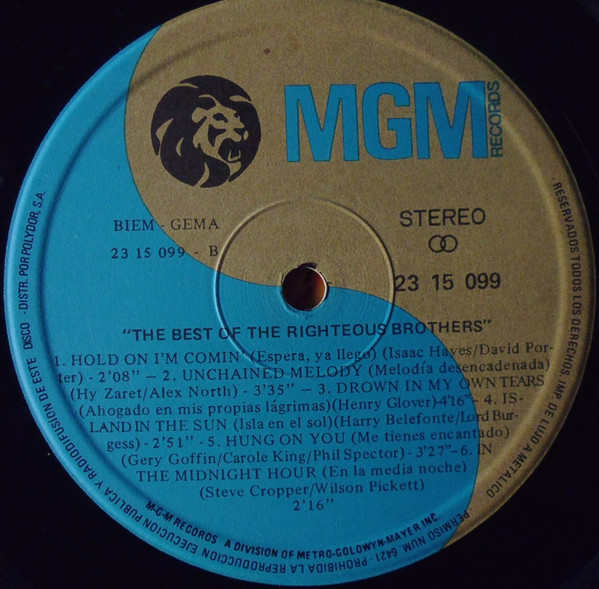 MGM
RECORDS
BIEM - GEMA
23 15 099 - B
STEREO
23 15 099
"THE BEST OF THE RIGHTEOUS BROTHERS"
1. HOLD ON I'M COMIN' (Espera, ya llego) (Isaac Hayes/David Por-
ter) - 2'08" - 2. UNCHAINED MELODY (Melodía desencadenada)
(Hy Zaret/Alex North) - 3'35" - 3. DROWN IN MY OWN TEARS
(Ahogado en mis propias lágrimas)(Henry Glover)-4'16"- 4. IS-
LAND IN THE SUN (Isla en el sol)(Harry Belefonte/Lord Bur-
gess) - 2'51" - 5. HUNG ON YOU (Me tienes encantado)
(Gery Goffin/Carole King/Phil Spector) - 3'27"- 6. IN
THE MIDNIGHT HOUR (En la media noche)
(Steve Cropper/Wilson Pickett)
2'16"
M-G-M RECORDS A DIVISION OF METRO-GOLDWYN-MAYER INC.
· RESERVADOS TODOS LOS DERECHOS · IMP. DE LUJO A METALICO · PERMISO NUM. 6421 - PROHIBIDA LA REPRODUCCION EJECUCION PUBLICA Y RADIODIFUSION DE ESTE DISCO - DISTR. POR POLYDOR, S.A.